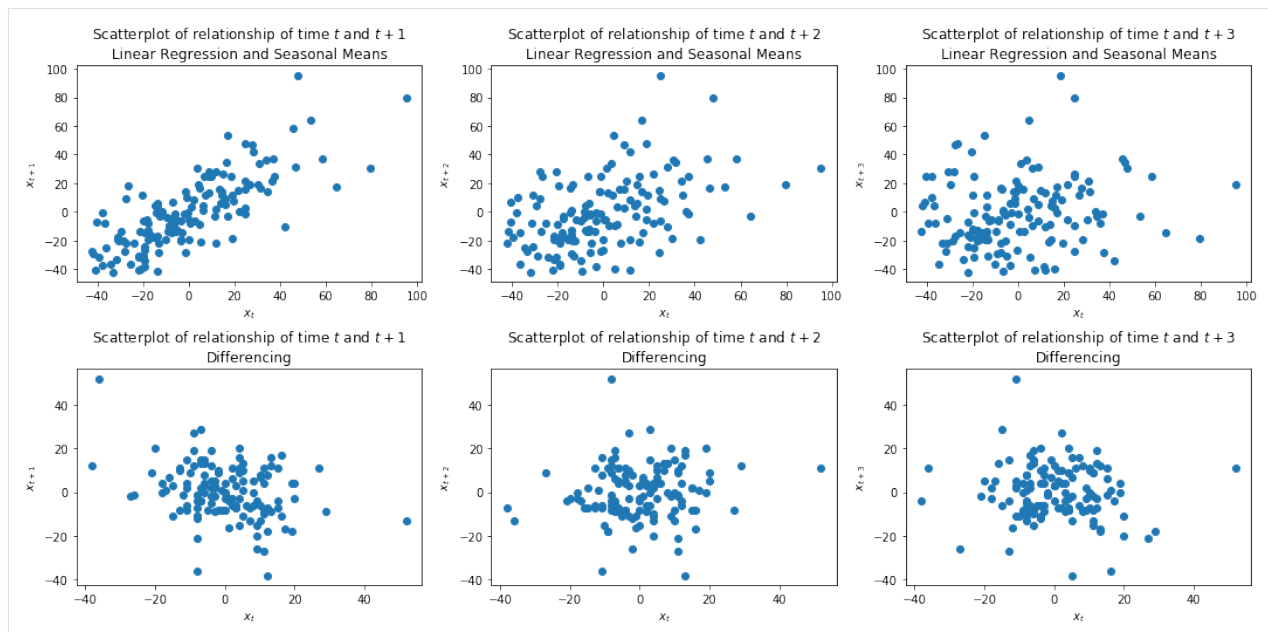 Scatterplot of relationship of time t and t + 1
Linear Regression and Seasonal Means
100
80
60
40
20
0
−20
−40
x_{t+1}
−40 −20 0 20 40 60 80 100
x_t
Scatterplot of relationship of time t and t + 2
Linear Regression and Seasonal Means
100
80
60
40
20
0
−20
−40
x_{t+2}
−40 −20 0 20 40 60 80 100
x_t
Scatterplot of relationship of time t and t + 3
Linear Regression and Seasonal Means
100
80
60
40
20
0
−20
−40
x_{t+3}
−40 −20 0 20 40 60 80 100
x_t
Scatterplot of relationship of time t and t + 1
Differencing
40
20
0
−20
−40
x_{t+1}
−40 −20 0 20 40
x_t
Scatterplot of relationship of time t and t + 2
Differencing
40
20
0
−20
−40
x_{t+2}
−40 −20 0 20 40
x_t
Scatterplot of relationship of time t and t + 3
Differencing
40
20
0
−20
−40
x_{t+3}
−40 −20 0 20 40
x_t